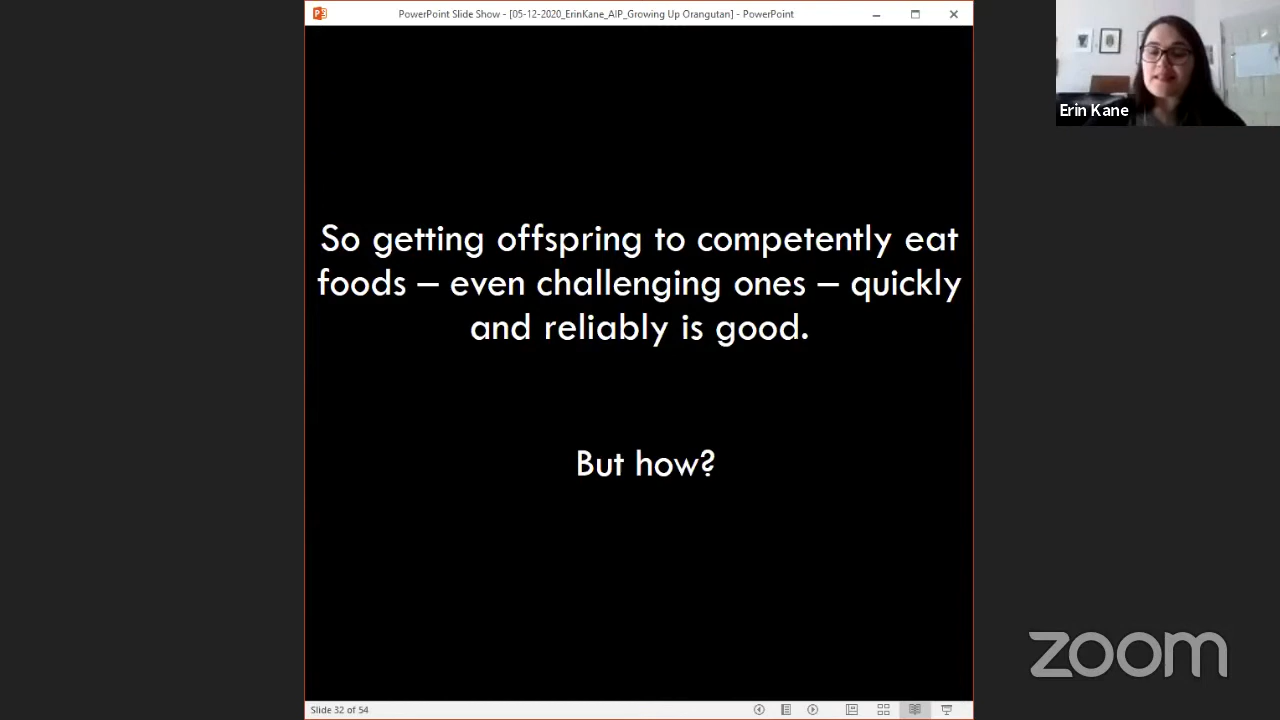 PowerPoint Slide Show - [05-12-2020_ErinKane_AIP_Growing Up Orangutan] - PowerPoint
Erin Kane
So getting offspring to competently eat
foods – even challenging ones – quickly
and reliably is good.
But how?
zoom
Slide 32 of 54